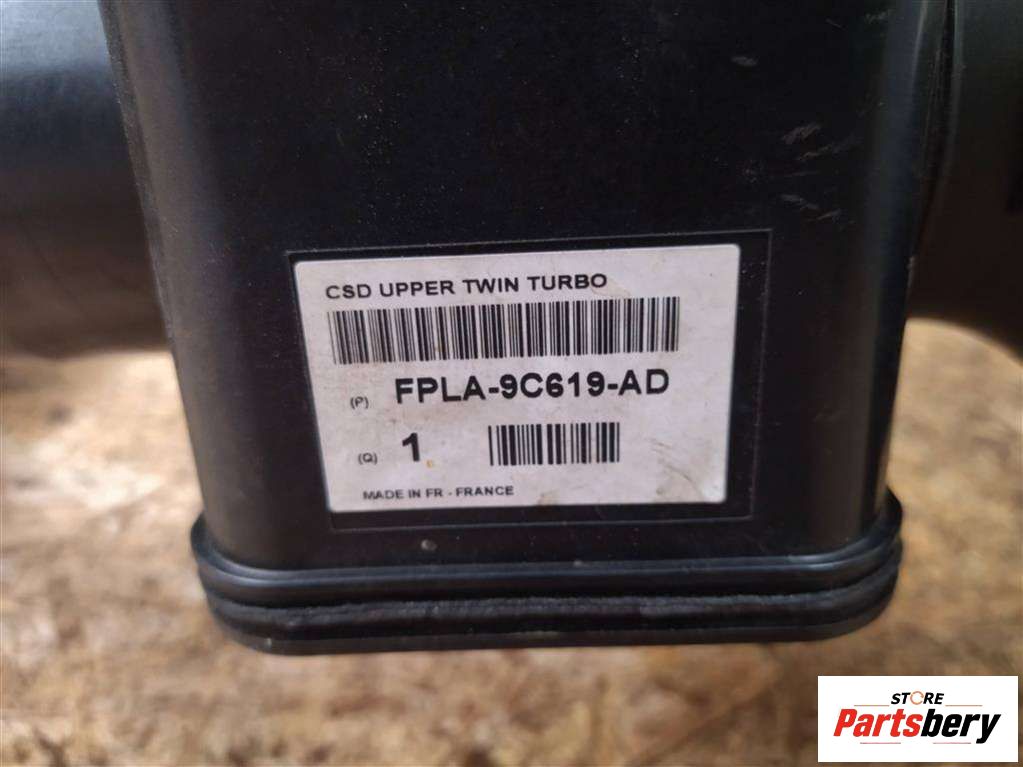 CSD UPPER TWIN TURBO
(P) FPLA-9C619-AD
(Q) 1
MADE IN FR - FRANCE
STORE
Partsbery